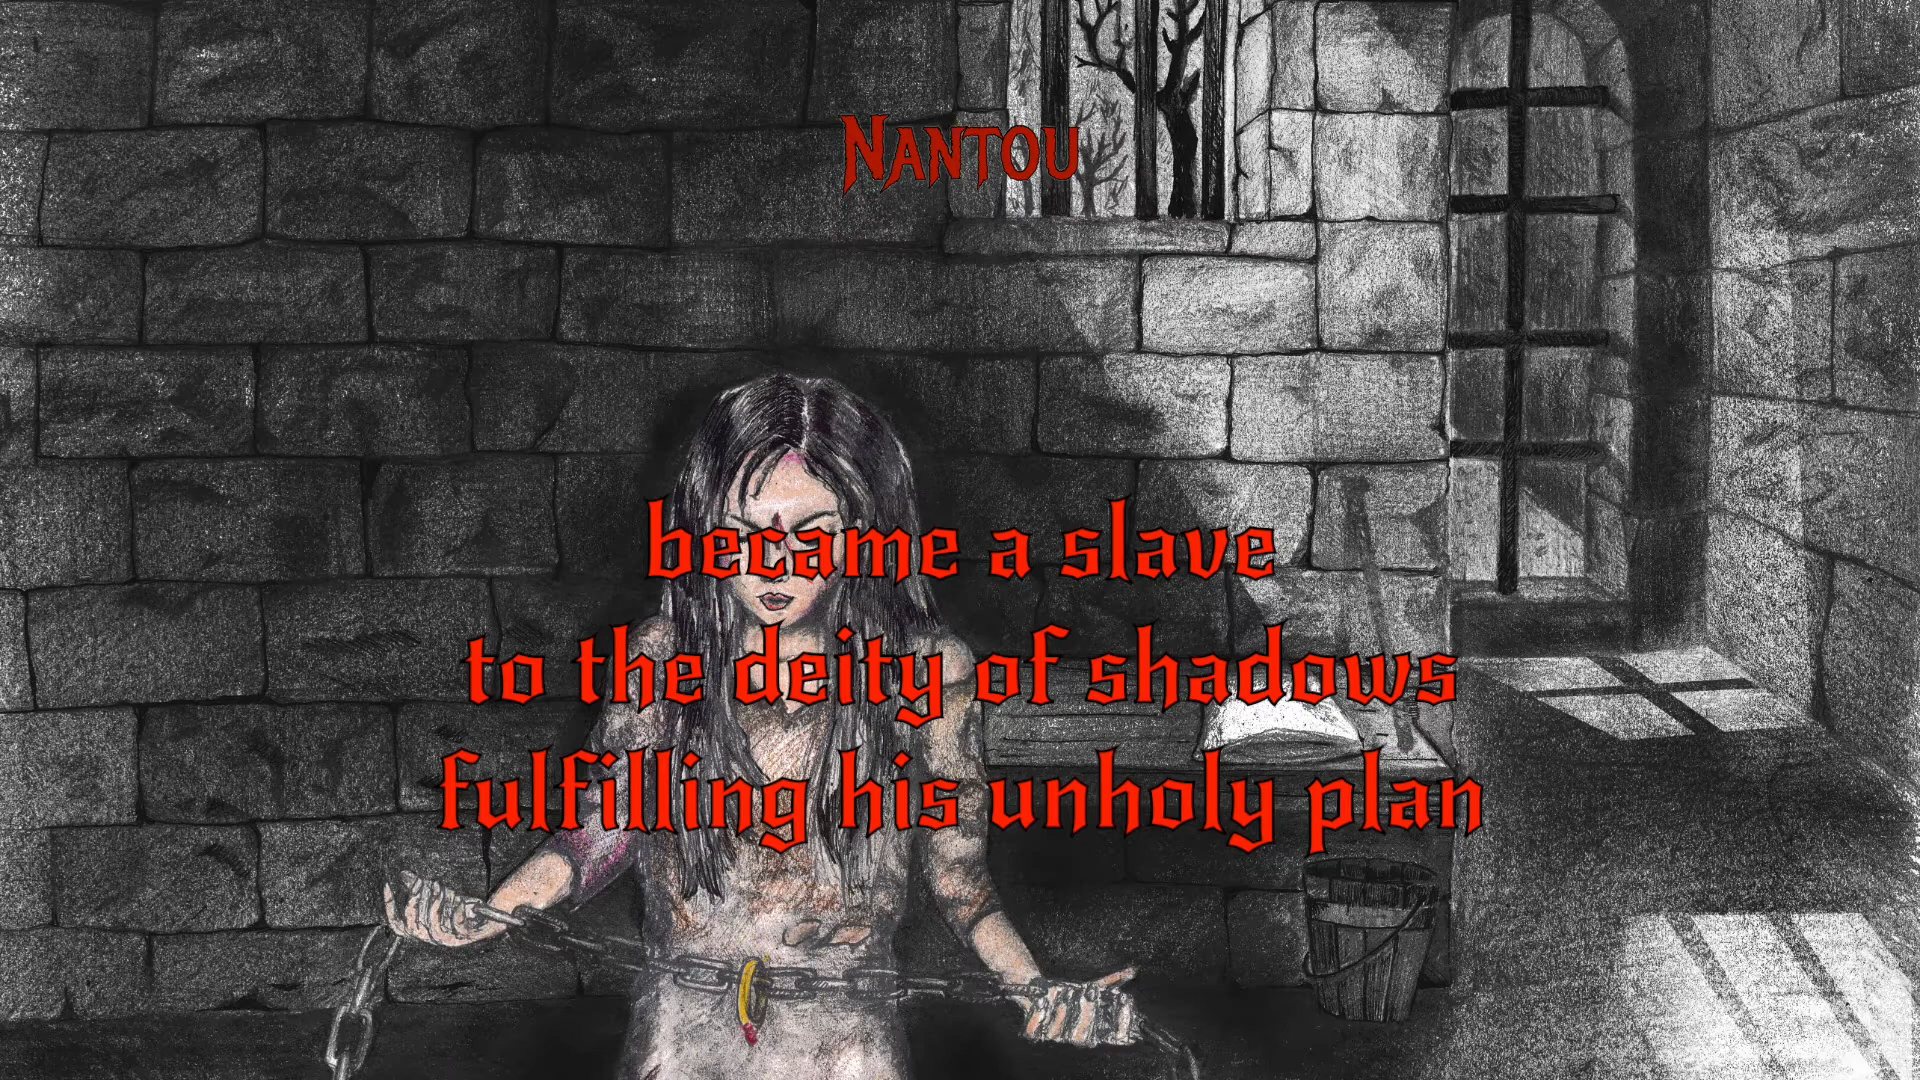 Nantou
became a slave
to the deity of shadows
fulfilling his unholy plan